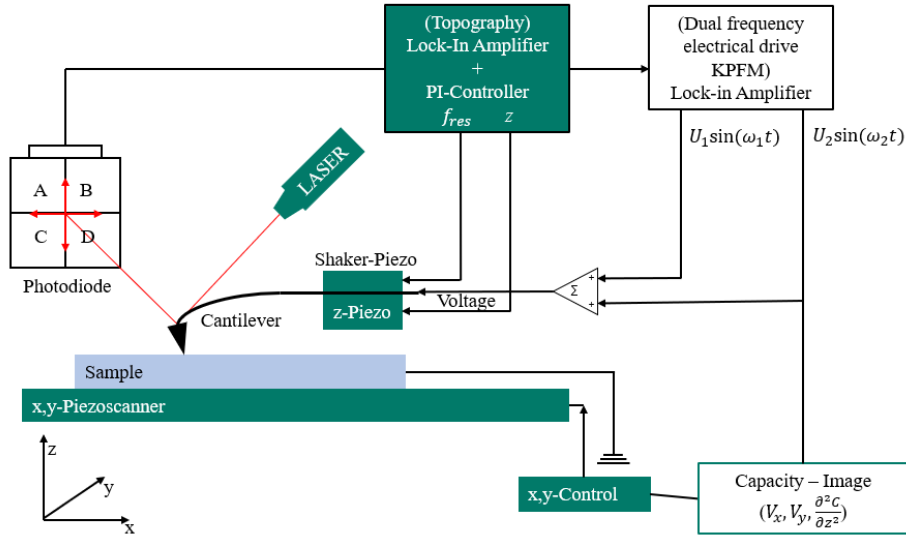 (Topography)
Lock-In Amplifier
+
PI-Controller
f_res z
(Dual frequency
electrical drive
KPFM)
Lock-in Amplifier
U_1sin(ω_1t)
U_2sin(ω_2t)
A B
C D
Photodiode
LASER
Shaker-Piezo
z-Piezo
Voltage
Σ
+
+
Cantilever
Sample
x,y-Piezoscanner
z
y
x
x,y-Control
Capacity – Image
(V_x, V_y, ∂²C/∂z²)